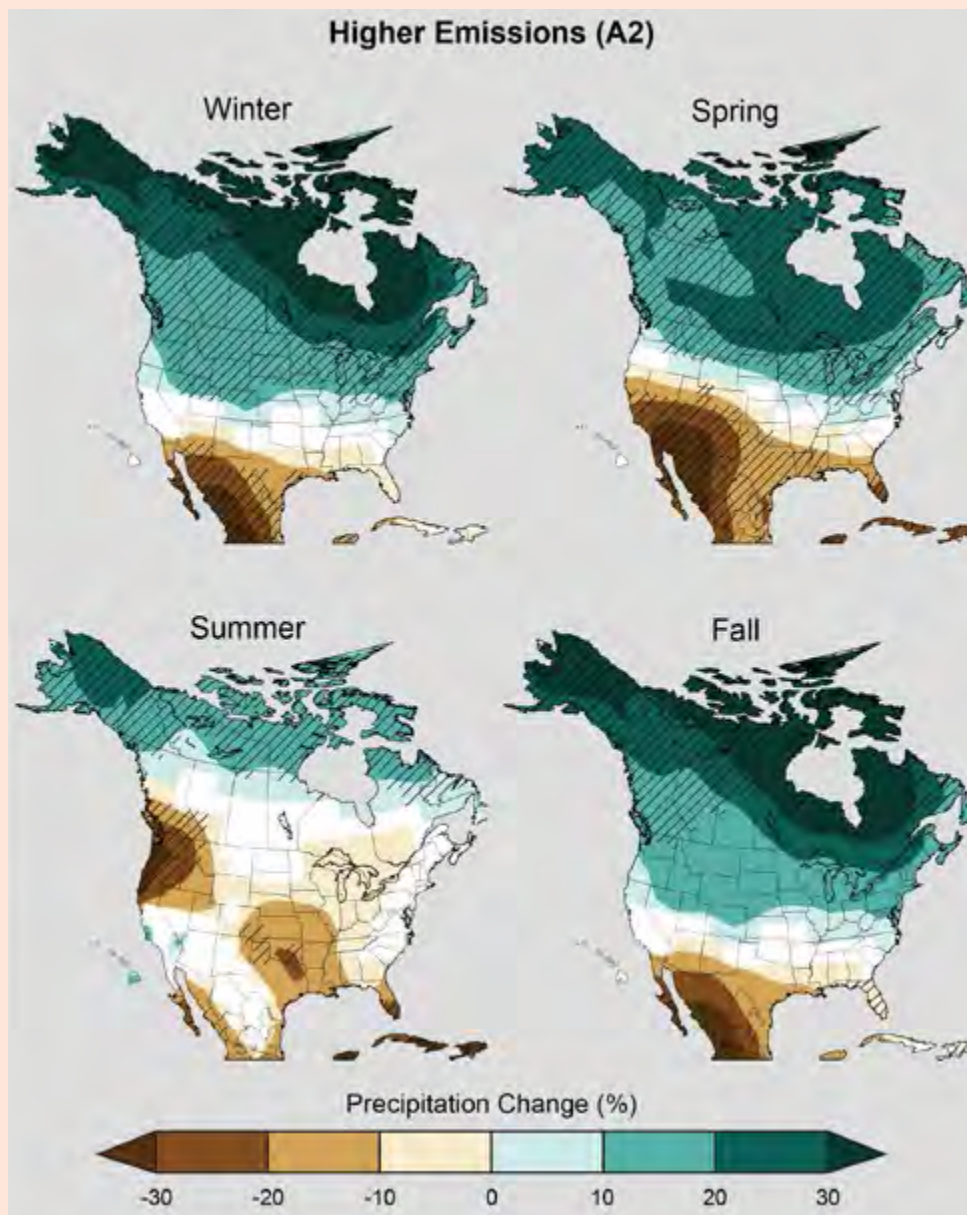 Higher Emissions (A2)
Winter
Spring
Summer
Fall
Precipitation Change (%)
-30 -20 -10 0 10 20 30